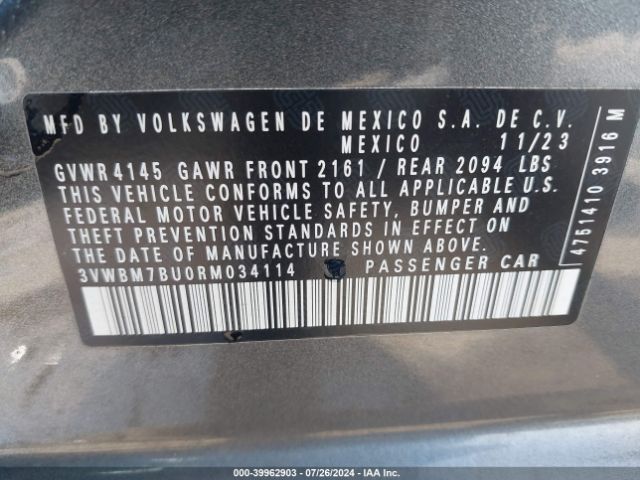 MFD BY VOLKSWAGEN DE MEXICO S.A. DE C.V.
MEXICO 11/23
GVWR 4145 GAWR FRONT 2161 / REAR 2094 LBS
THIS VEHICLE CONFORMS TO ALL APPLICABLE U.S.
FEDERAL MOTOR VEHICLE SAFETY, BUMPER AND
THEFT PREVENTION STANDARDS IN EFFECT ON
THE DATE OF MANUFACTURE SHOWN ABOVE.
3VWBM7BU0RM034114 PASSENGER CAR
4751410 3916 M
000-39962903 - 07/26/2024 - IAA Inc.